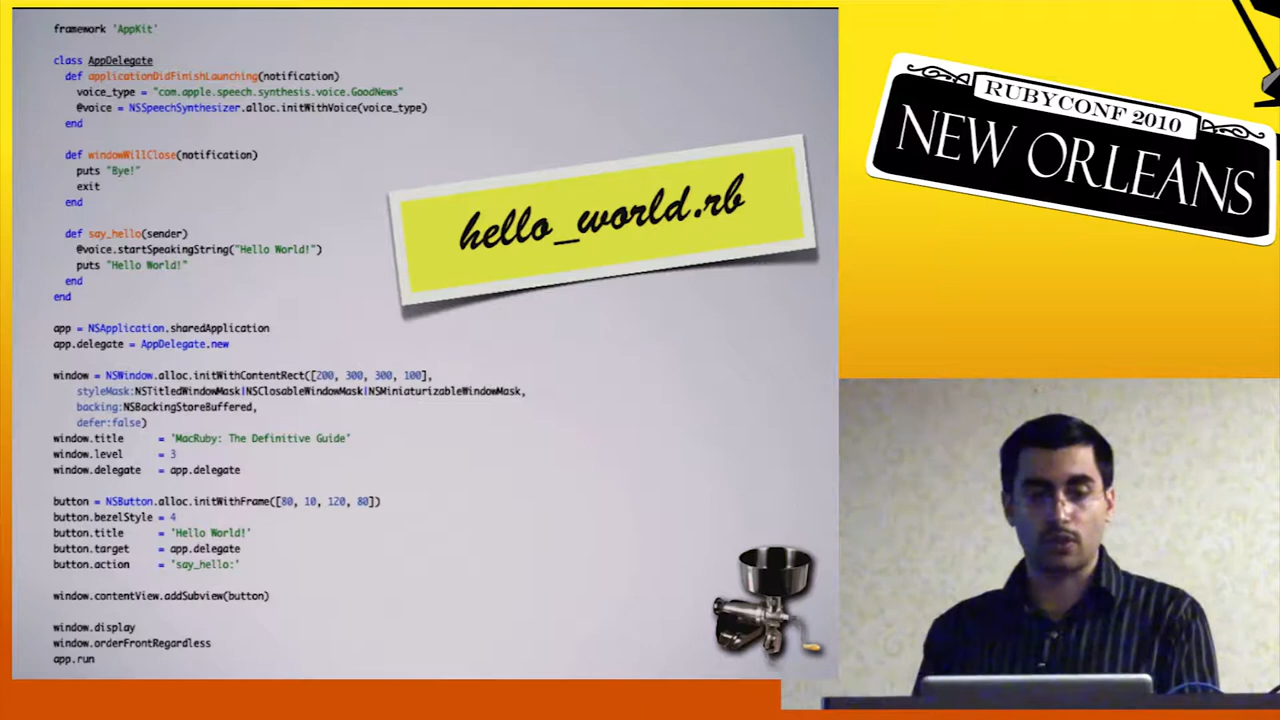 framework 'AppKit'
class AppDelegate
def applicationDidFinishLaunching(notification)
voice_type = "com.apple.speech.synthesis.voice.GoodNews"
@voice = NSSpeechSynthesizer.alloc.initWithVoice(voice_type)
end
def windowWillClose(notification)
puts "Bye!"
exit
end
def say_hello(sender)
@voice.startSpeakingString("Hello World!")
puts "Hello World!"
end
end
app = NSApplication.sharedApplication
app.delegate = AppDelegate.new
window = NSWindow.alloc.initWithContentRect([200, 300, 300, 100],
styleMask:NSTitledWindowMask|NSClosableWindowMask|NSMiniaturizableWindowMask,
backing:NSBackingStoreBuffered,
defer:false)
window.title = 'MacRuby: The Definitive Guide'
window.level = 3
window.delegate = app.delegate
button = NSButton.alloc.initWithFrame([80, 10, 120, 80])
button.bezelStyle = 4
button.title = 'Hello World!'
button.target = app.delegate
button.action = 'say_hello:'
window.contentView.addSubview(button)
window.display
window.orderFrontRegardless
app.run
hello_world.rb
RUBYCONF 2010
NEW ORLEANS